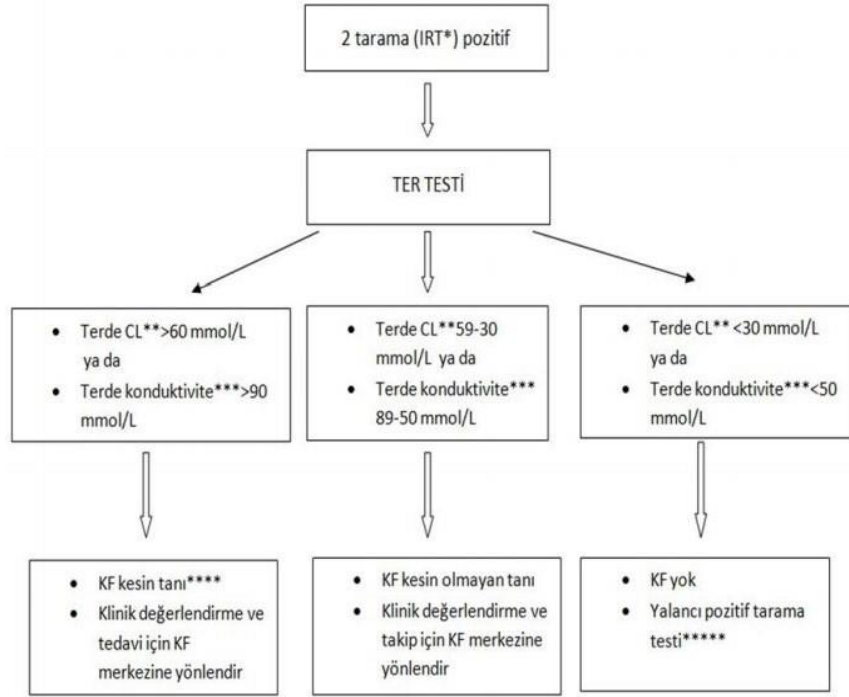 2 tarama (IRT*) pozitif
TER TESTİ
• Terde CL**>60 mmol/L
ya da
• Terde konduktivite***>90
mmol/L
• Terde CL**59-30
mmol/L ya da
• Terde konduktivite***
89-50 mmol/L
• Terde CL** <30 mmol/L
ya da
• Terde konduktivite***<50
mmol/L
• KF kesin tanı****
• Klinik değerlendirme ve
tedavi için KF
merkezine yönlendir
• KF kesin olmayan tanı
• Klinik değerlendirme ve
takip için KF merkezine
yönlendir
• KF yok
• Yalancı pozitif tarama
testi*****